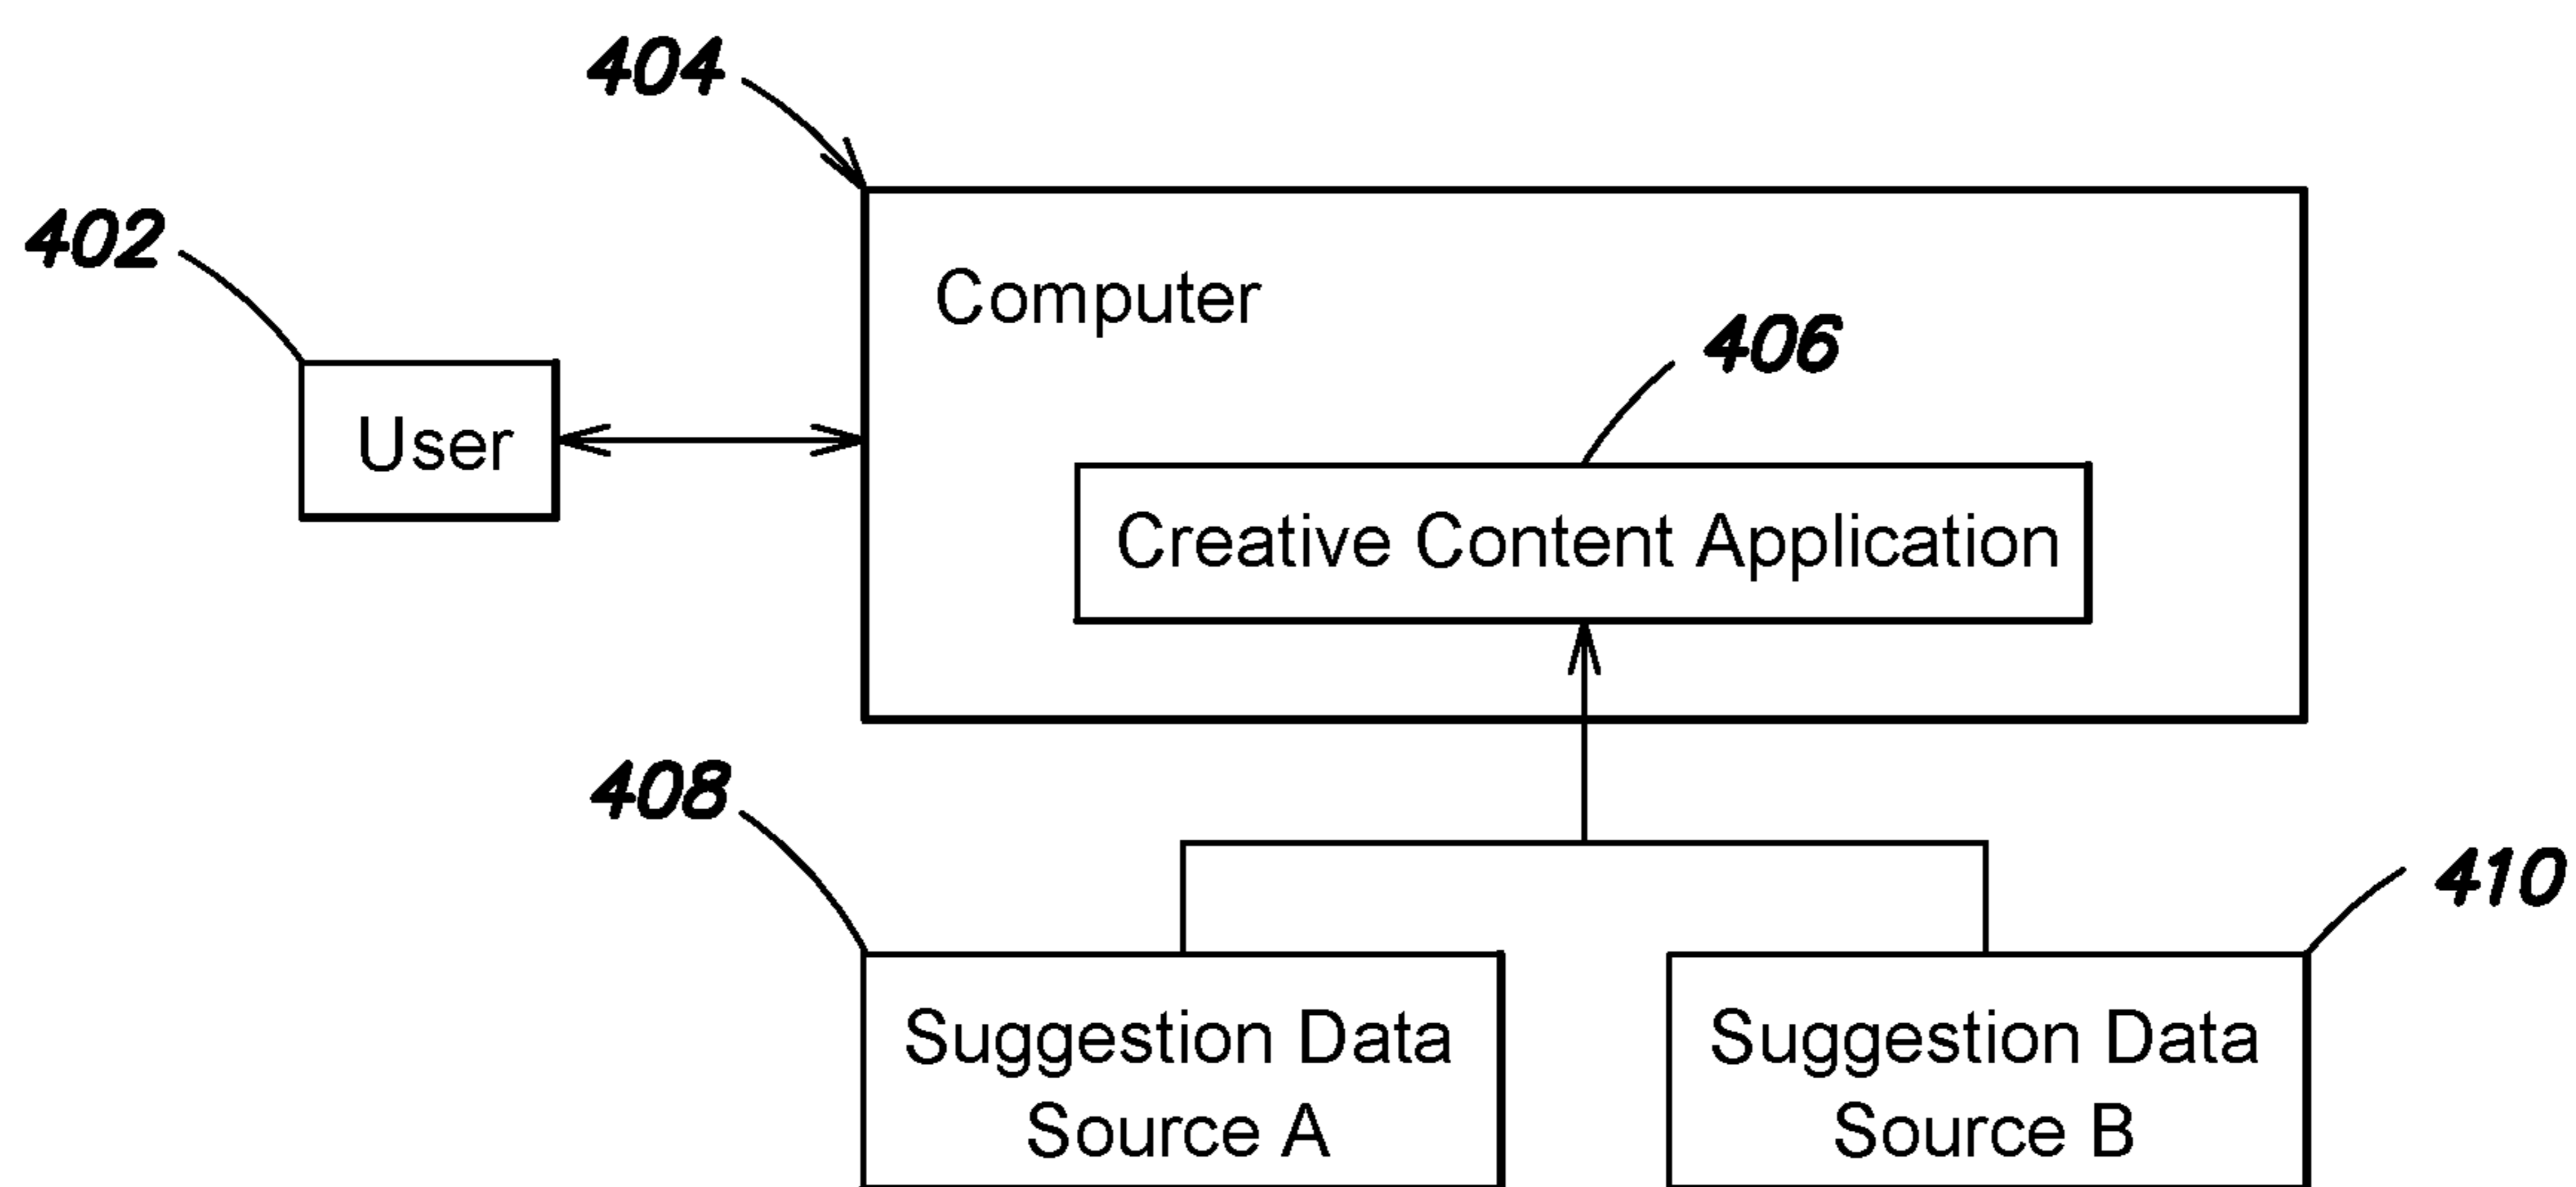 404
402
Computer
406
User
Creative Content Application
408
410
Suggestion Data
Source A
Suggestion Data
Source B